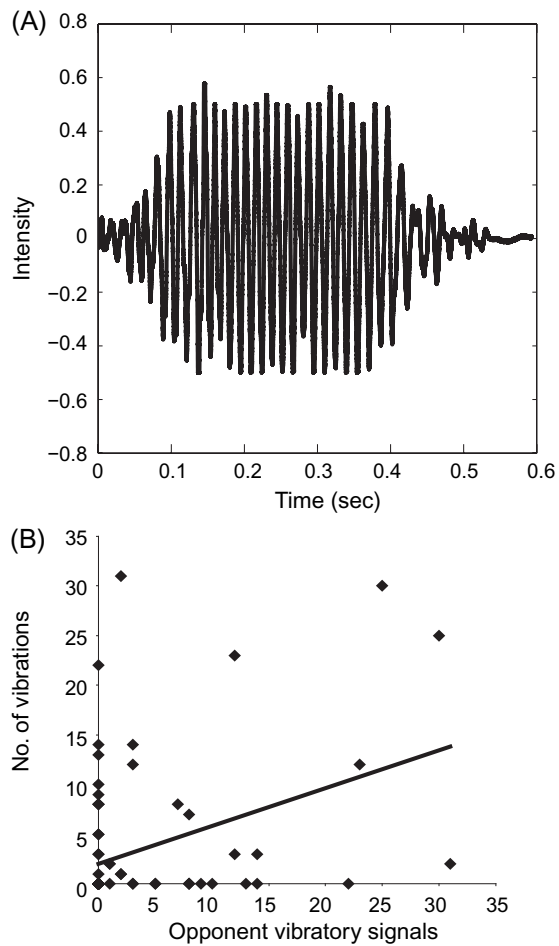 (A)
0.8
0.6
0.4
0.2
0
−0.2
−0.4
−0.6
−0.8
Intensity
0 0.1 0.2 0.3 0.4 0.5 0.6
Time (sec)
(B)
35
30
25
20
15
10
5
0
No. of vibrations
0 5 10 15 20 25 30 35
Opponent vibratory signals